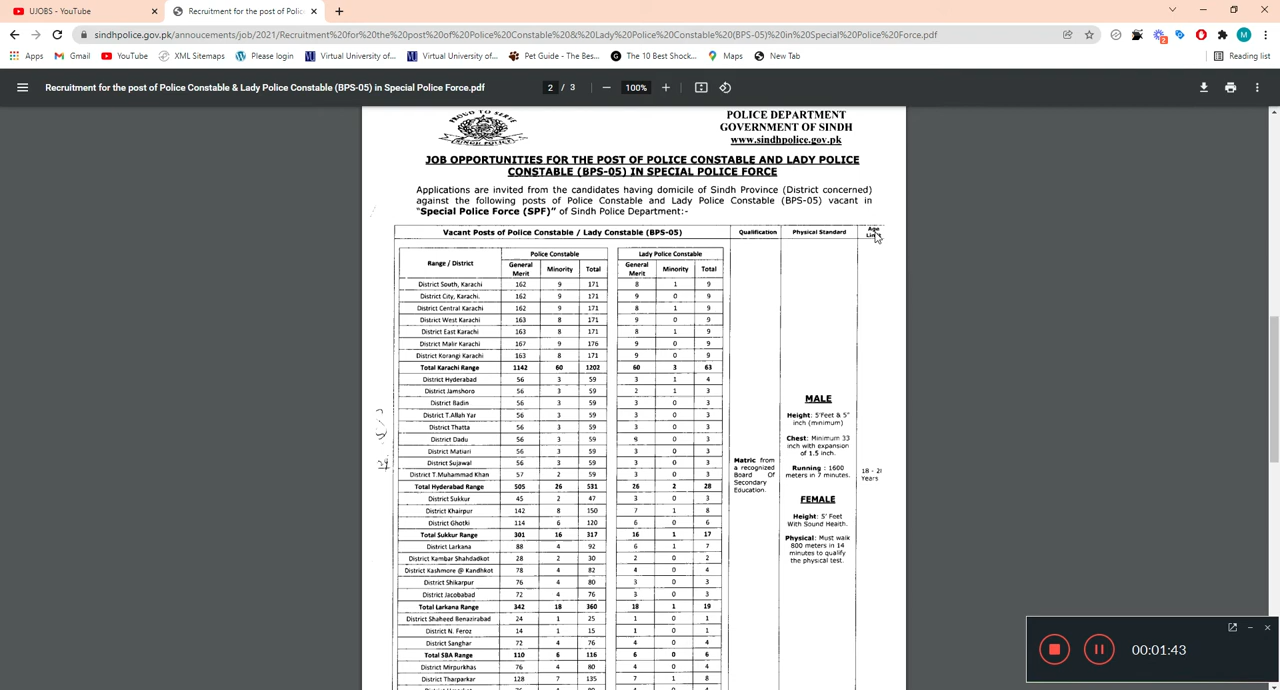 UJOBS - YouTube
Recruitment for the post of Polic
sindhpolice.gov.pk/annoucements/job/2021/Recruitment%20for%20the%20post%20of%20Police%20Constable%20&%20Lady%20Police%20Constable%20(BPS-05)%20in%20Special%20Police%20Force.pdf
Apps Gmail YouTube XML Sitemaps Please login Virtual University of... Virtual University of... Pet Guide - The Bes... The 10 Best Shock... Maps New Tab Reading list
Recruitment for the post of Police Constable & Lady Police Constable (BPS-05) in Special Police Force.pdf 2 / 3 100%
PROUD TO SERVE
SINDH POLICE
POLICE DEPARTMENT
GOVERNMENT OF SINDH
www.sindhpolice.gov.pk
JOB OPPORTUNITIES FOR THE POST OF POLICE CONSTABLE AND LADY POLICE
CONSTABLE (BPS-05) IN SPECIAL POLICE FORCE
Applications are invited from the candidates having domicile of Sindh Province (District concerned)
against the following posts of Police Constable and Lady Police Constable (BPS-05) vacant in
"Special Police Force (SPF)" of Sindh Police Department:-
Vacant Posts of Police Constable / Lady Constable (BPS-05) Qualification Physical Standard Age
Range / District Police Constable Lady Police Constable
General Merit Minority Total General Merit Minority Total
District South, Karachi 162 9 171 8 1 9
District City, Karachi. 162 9 171 9 0 9
District Central Karachi 162 9 171 8 1 9
District West Karachi 163 8 171 9 0 9
District East Karachi 163 8 171 8 1 9
District Malir Karachi 167 9 176 9 0 9
District Korangi Karachi 163 8 171 9 0 9
Total Karachi Range 1142 60 1202 60 3 63
District Hyderabad 56 3 59 3 1 4
District Jamshoro 56 3 59 2 1 3
District Badin 56 3 59 3 0 3
District T.Allah Yar 56 3 59 3 0 3
District Thatta 56 3 59 3 0 3
District Dadu 56 3 59 0 3
District Matiari 56 3 59 3 0 3
District Sujawal 56 3 59 3 0 3
District T.Muhammad Khan 57 2 59 3 0 3
Total Hyderabad Range 505 26 531 26 2 28
District Sukkur 45 2 47 3 0 3
District Khairpur 142 8 150 7 1 8
District Ghotki 114 6 120 6 0 6
Total Sukkur Range 301 16 317 16 1 17
District Larkana 88 4 92 6 1 7
District Kambar Shahdadkot 28 2 30 2 0 2
District Kashmore @ Kandhkot 78 4 82 4 0 4
District Shikarpur 76 4 80 3 0 3
District Jacobabad 72 4 76 3 0 3
Total Larkana Range 342 18 360 18 1 19
District Shaheed Benazirabad 24 1 25 1 0 1
District N. Feroz 14 1 15 1 0 1
District Sanghar 72 4 76 4 0 4
Total SBA Range 110 6 116 6 0 6
District Mirpurkhas 76 4 80 4 0 4
District Tharparkar 128 7 135 7 1 8
Matric from
a recognized
Board Of
Secondary
Education.
MALE
Height: 5'Feet & 5"
inch (minimum)
Chest: Minimum 33
inch with expansion
of 1.5 inch.
Running : 1600
meters in 7 minutes.
FEMALE
Height: 5' Feet
With Sound Health.
Physical: Must walk
800 meters in 14
minutes to qualify
the physical test.
18 -
Years
00:01:43